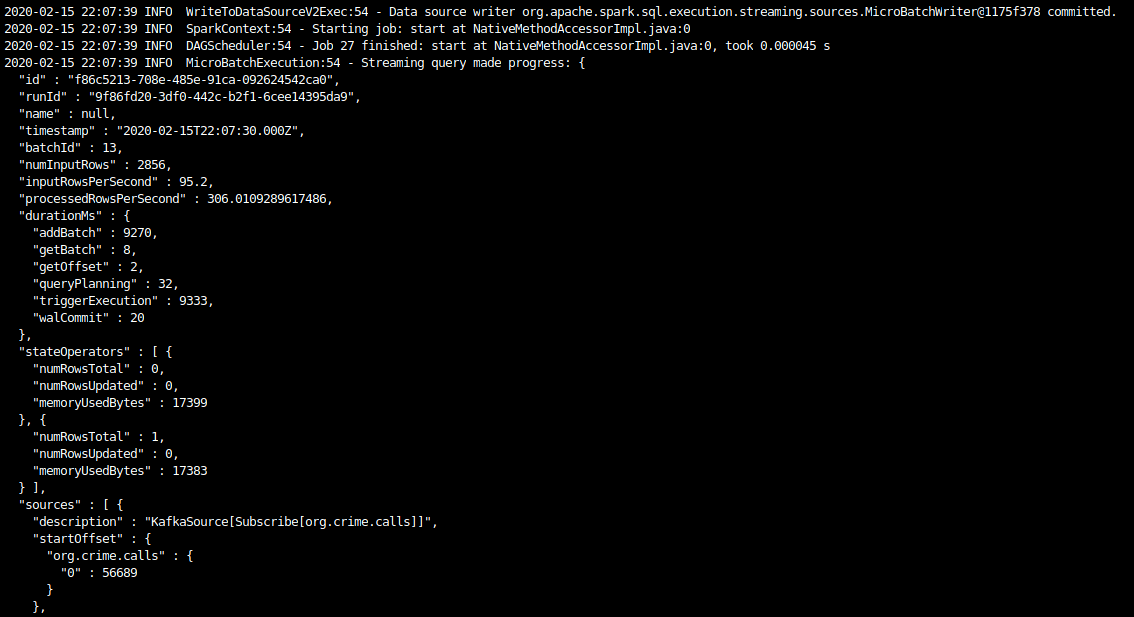 2020-02-15 22:07:39 INFO  WriteToDataSourceV2Exec:54 - Data source writer org.apache.spark.sql.execution.streaming.sources.MicroBatchWriter@1175f378 committed.
2020-02-15 22:07:39 INFO  SparkContext:54 - Starting job: start at NativeMethodAccessorImpl.java:0
2020-02-15 22:07:39 INFO  DAGScheduler:54 - Job 27 finished: start at NativeMethodAccessorImpl.java:0, took 0.000045 s
2020-02-15 22:07:39 INFO  MicroBatchExecution:54 - Streaming query made progress: {
  "id" : "f86c5213-708e-485e-91ca-092624542ca0",
  "runId" : "9f86fd20-3df0-442c-b2f1-6cee14395da9",
  "name" : null,
  "timestamp" : "2020-02-15T22:07:30.000Z",
  "batchId" : 13,
  "numInputRows" : 2856,
  "inputRowsPerSecond" : 95.2,
  "processedRowsPerSecond" : 306.0109289617486,
  "durationMs" : {
    "addBatch" : 9270,
    "getBatch" : 8,
    "getOffset" : 2,
    "queryPlanning" : 32,
    "triggerExecution" : 9333,
    "walCommit" : 20
  },
  "stateOperators" : [ {
    "numRowsTotal" : 0,
    "numRowsUpdated" : 0,
    "memoryUsedBytes" : 17399
  }, {
    "numRowsTotal" : 1,
    "numRowsUpdated" : 0,
    "memoryUsedBytes" : 17383
  } ],
  "sources" : [ {
    "description" : "KafkaSource[Subscribe[org.crime.calls]]",
    "startOffset" : {
      "org.crime.calls" : {
        "0" : 56689
      }
    },